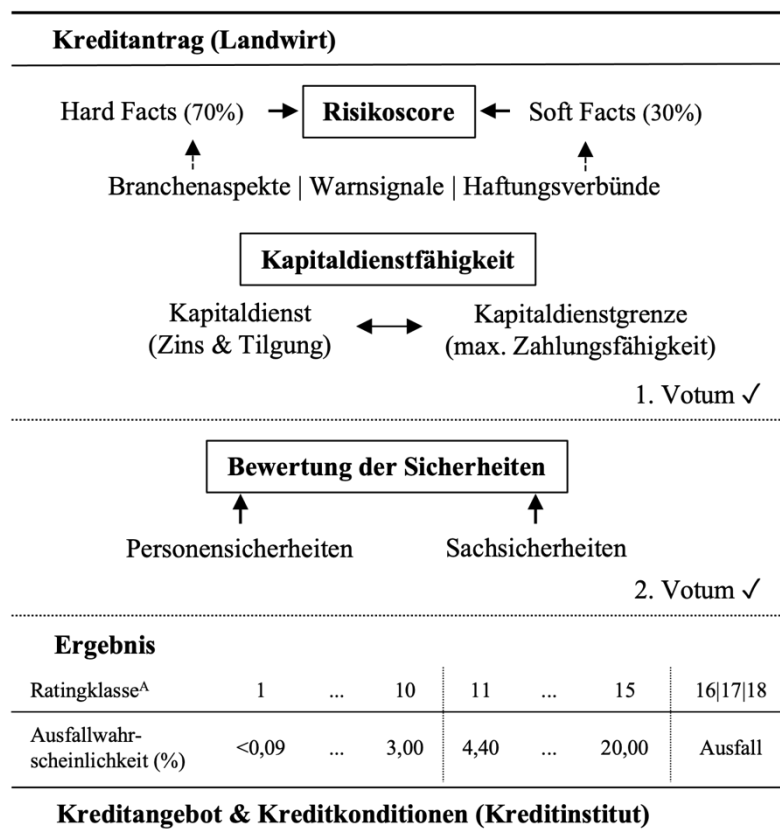 Kreditantrag (Landwirt)
Hard Facts (70%) Risikoscore Soft Facts (30%)
Branchenaspekte | Warnsignale | Haftungsverbünde
Kapitaldienstfähigkeit
Kapitaldienst Kapitaldienstgrenze
(Zins & Tilgung) (max. Zahlungsfähigkeit)
1. Votum ✓
Bewertung der Sicherheiten
Personensicherheiten Sachsicherheiten
2. Votum ✓
Ergebnis
Ratingklasseᴬ 1 ... 10 11 ... 15 16|17|18
Ausfallwahr-
scheinlichkeit (%) <0,09 ... 3,00 4,40 ... 20,00 Ausfall
Kreditangebot & Kreditkonditionen (Kreditinstitut)